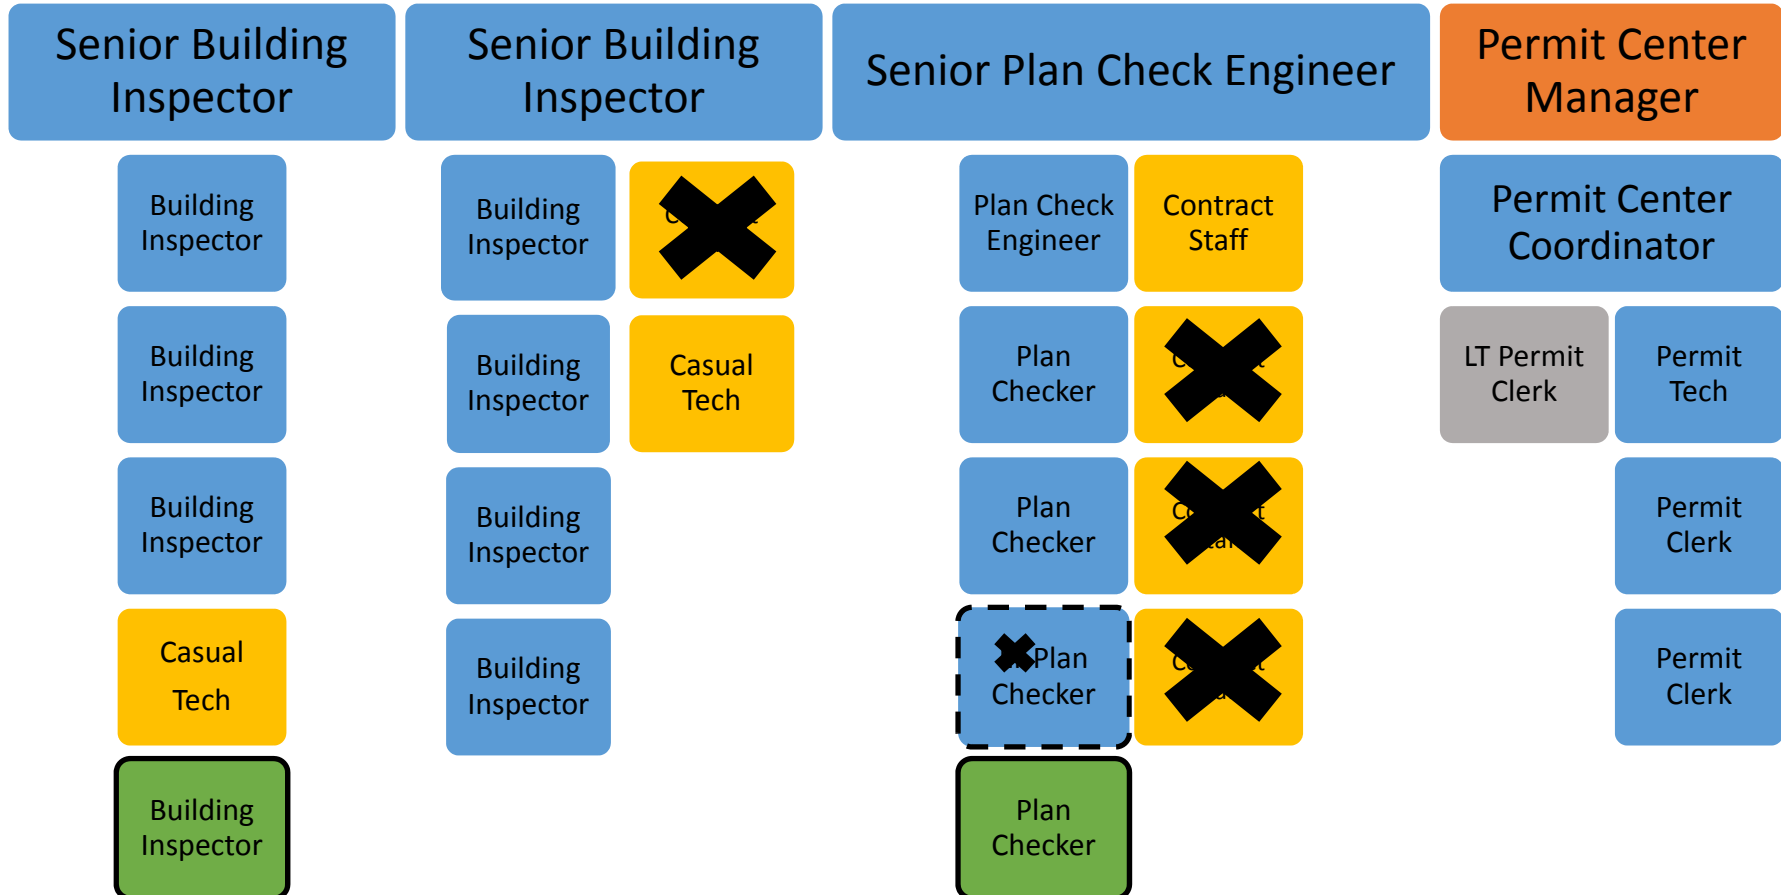 Senior Building
Inspector
Senior Building
Inspector
Senior Plan Check Engineer
Permit Center
Manager
Building
Inspector
Building
Inspector
Building
Inspector
Casual
Tech
Building
Inspector
Building
Inspector
Building
Inspector
Building
Inspector
Building
Inspector
Casual
Tech
Plan Check
Engineer
Plan
Checker
Plan
Checker
Plan
Checker
Plan
Checker
Contract
Staff
Permit Center
Coordinator
LT Permit
Clerk
Permit
Tech
Permit
Clerk
Permit
Clerk